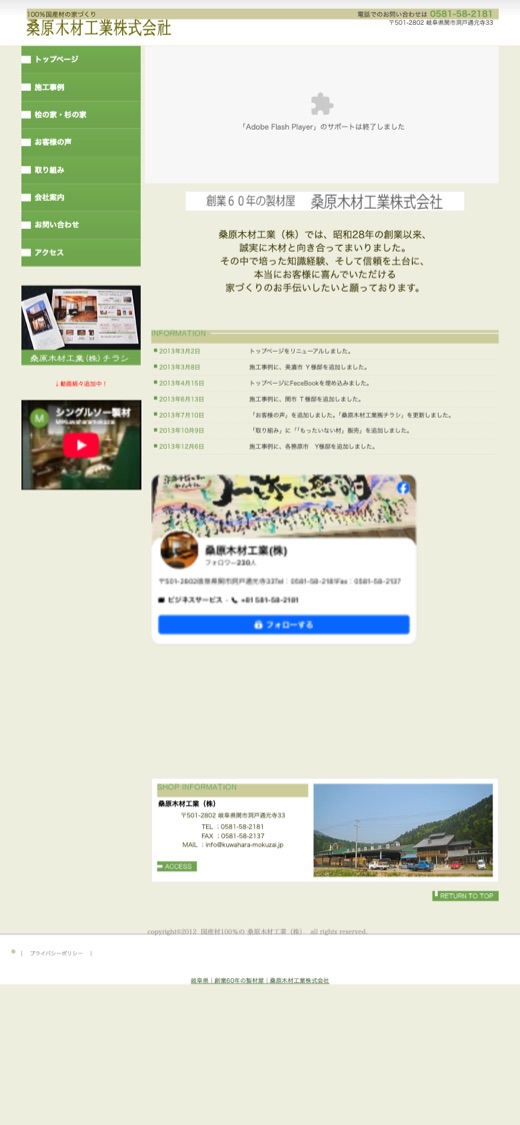 100%国産材の家づくり
電話でのお問い合わせは 0581-58-2181
桑原木材工業株式会社
〒501-2802 岐阜県関市洞戸通元寺33
トップページ
施工事例
桧の家・杉の家
お客様の声
取り組み
会社案内
お問い合わせ
アクセス
「Adobe Flash Player」のサポートは終了しました
創業60年の製材屋 桑原木材工業株式会社
桑原木材工業（株）では、昭和28年の創業以来、
誠実に木材と向き合ってまいりました。
その中で培った知識経験、そして信頼を土台に、
本当にお客様に喜んでいただける
家づくりのお手伝いしたいと願っております。
桑原木材工業(株)チラシ
↓動画続々追加中！
M シングルソー製材
INFORMATION
2013年3月2日 トップページをリニューアルしました。
2013年3月8日 施工事例に、美濃市 Y様邸を追加しました。
2013年4月15日 トップページにFeceBookを埋め込みました。
2013年6月13日 施工事例に、関市 T様邸を追加しました。
2013年7月10日 「お客様の声」を追加しました。「桑原木材工業㈱チラシ」を更新しました。
2013年10月9日 「取り組み」に「「もったいない材」販売」を追加しました。
2013年12月6日 施工事例に、各務原市 Y様邸を追加しました。
桑原木材工業(株)
フォロワー230人
ビジネスサービス · +81 581-58-2181
フォローする
SHOP INFORMATION
桑原木材工業（株）
〒501-2802 岐阜県関市洞戸通元寺33
TEL ：0581-58-2181
FAX ：0581-58-2137
MAIL ：info@kuwahara-mokuzai.jp
ACCESS
RETURN TO TOP
copyright©2012 国産材100%の 桑原木材工業（株） all rights reserved.
| プライバシーポリシー |
岐阜県｜創業60年の製材屋｜桑原木材工業株式会社